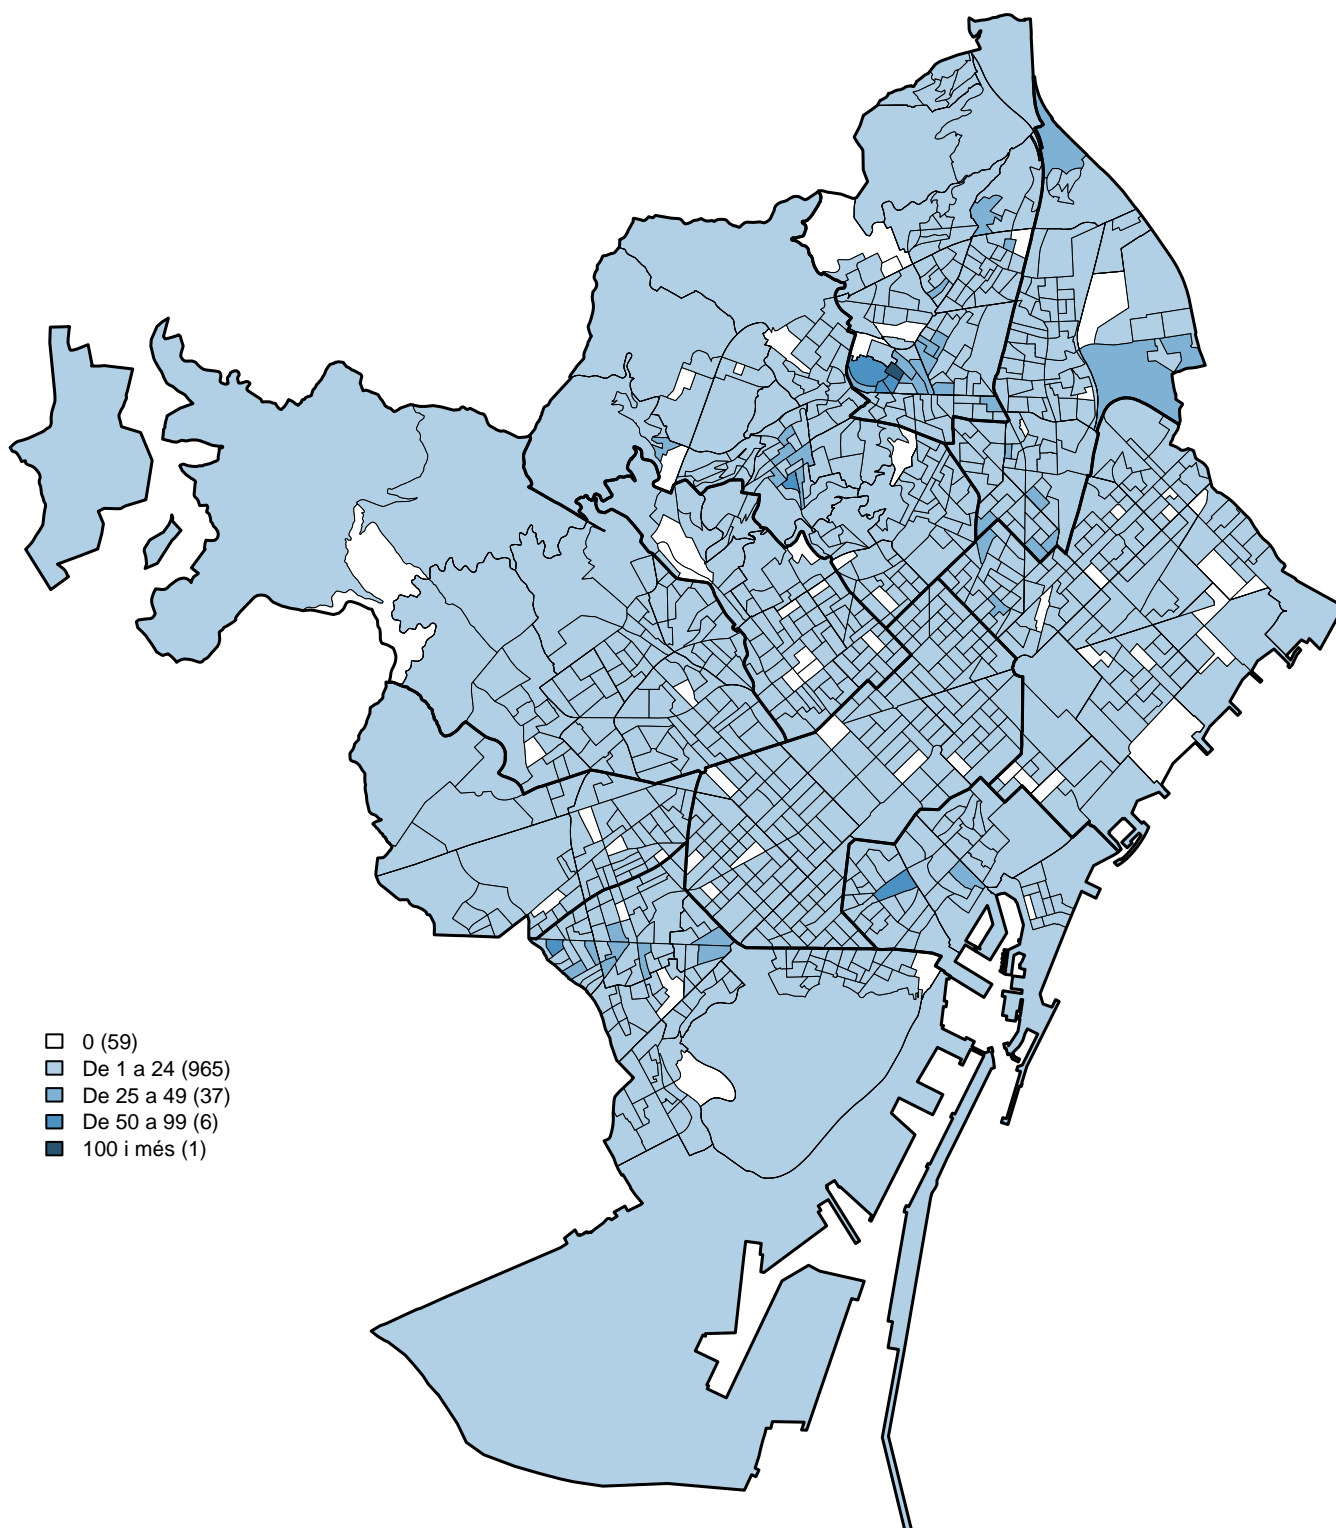 0 (59)
De 1 a 24 (965)
De 25 a 49 (37)
De 50 a 99 (6)
100 i més (1)